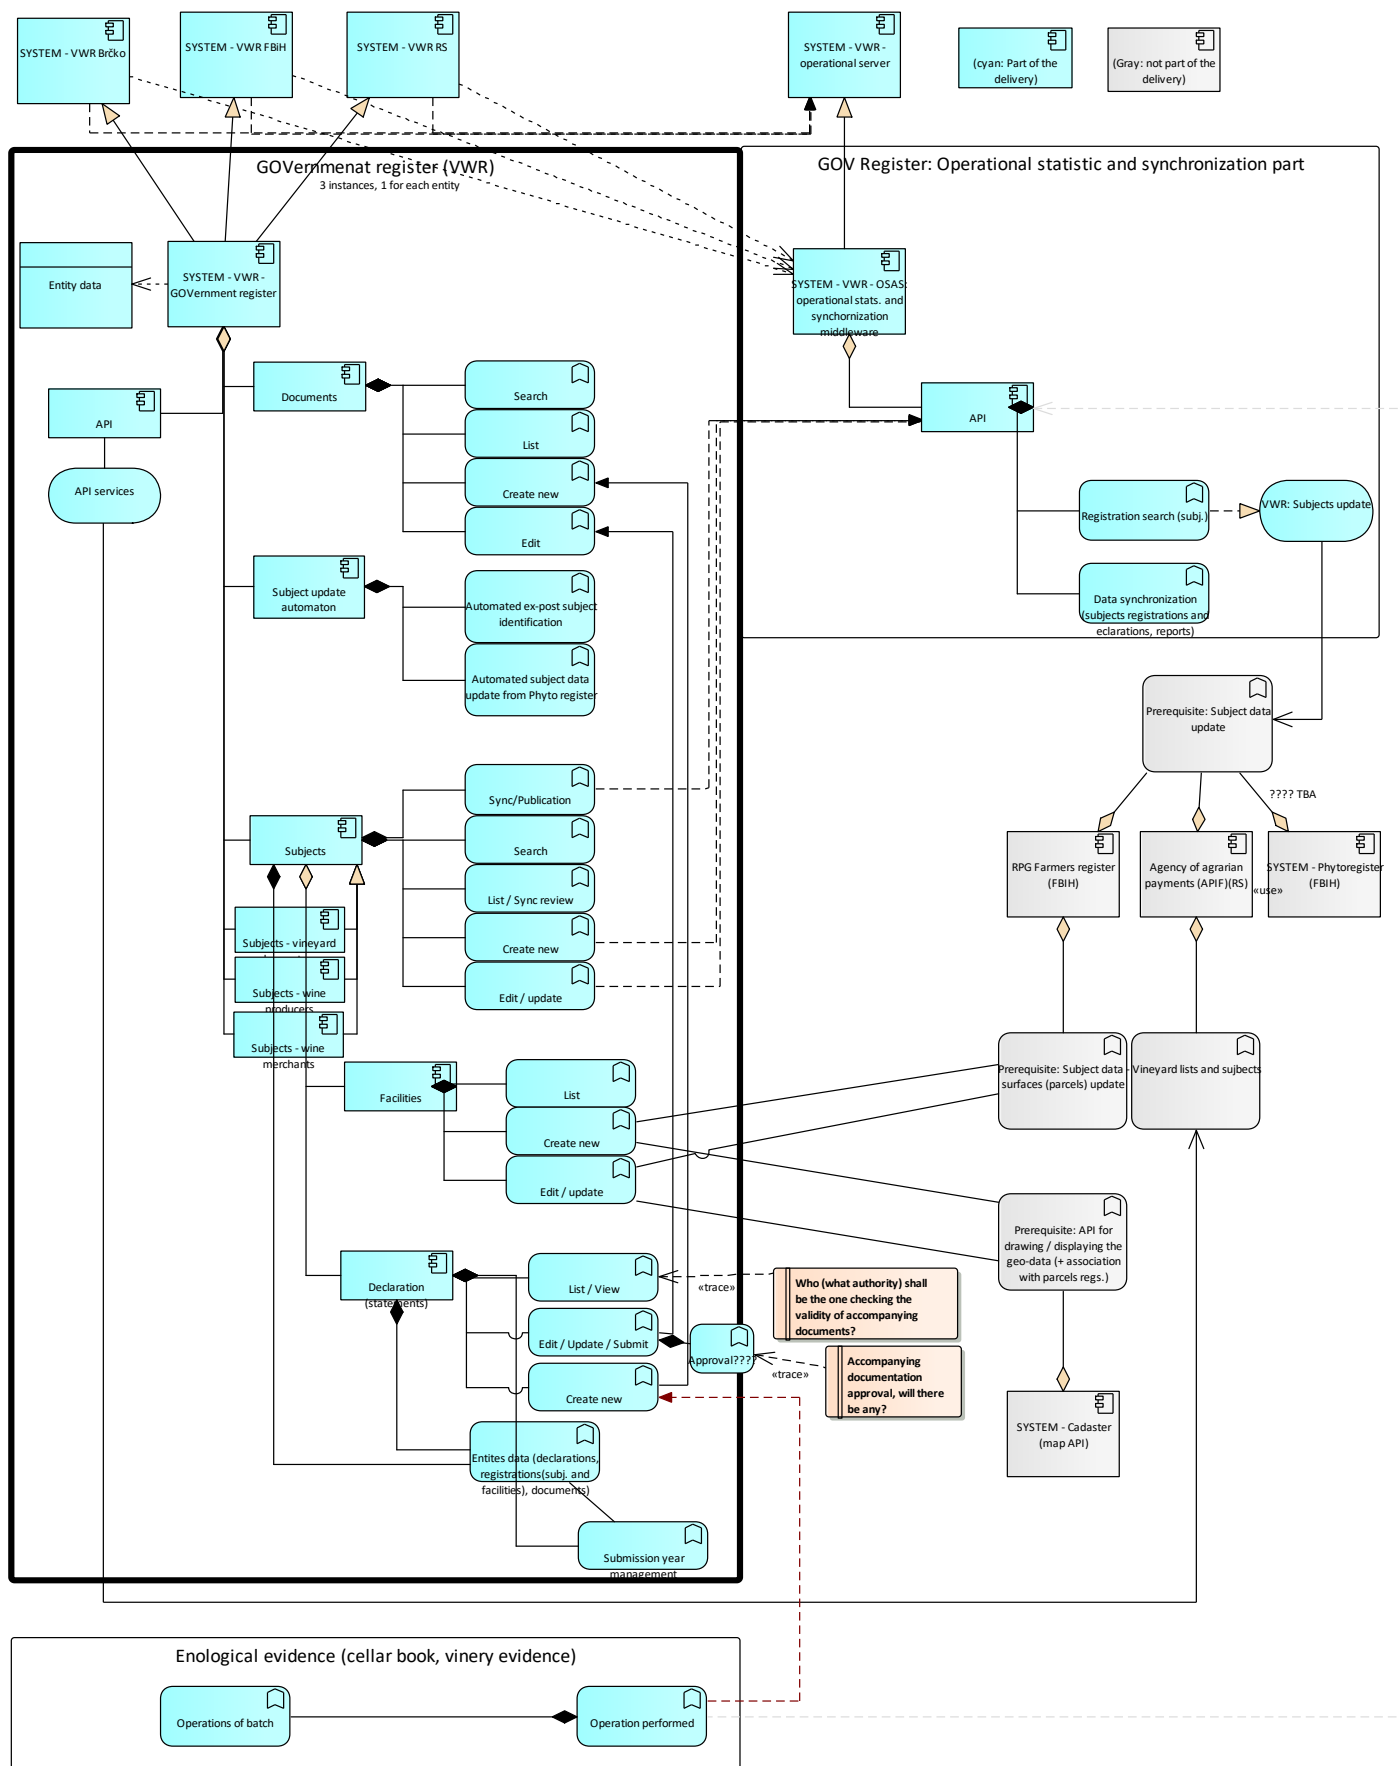 SYSTEM - VWR Brčko
SYSTEM - VWR FBiH
SYSTEM - VWR RS
SYSTEM - VWR -
operational server
(cyan: Part of the
delivery)
(Gray: not part of the
delivery)
GOVernmenat register (VWR)
3 instances, 1 for each entity
GOV Register: Operational statistic and synchronization part
Entity data
SYSTEM - VWR -
GOVernment register
SYSTEM - VWR - OSAS:
operational stats. and
synchornization
middleware
API
API services
Documents
Search
List
Create new
Edit
API
Registration search (subj.)
VWR: Subjects update
Data synchronization
(subjects registrations and
eclarations, reports)
Subject update
automaton
Automated ex-post subject
identification
Automated subject data
update from Phyto register
Prerequisite: Subject data
update
???? TBA
Subjects
Sync/Publication
Search
List / Sync review
Create new
Edit / update
RPG Farmers register
(FBIH)
Agency of agrarian
payments (APIF)(RS)
«use»
SYSTEM - Phytoregister
(FBIH)
Subjects - vineyard
Subjects - wine
producers
Subjects - wine
merchants
Facilities
List
Create new
Edit / update
Prerequisite: Subject data -
surfaces (parcels) update
Vineyard lists and sujbects
Prerequisite: API for
drawing / displaying the
geo-data (+ association
with parcels regs.)
Declaration
(statements)
List / View
Edit / Update / Submit
Create new
Approval????
«trace»
Who (what authority) shall
be the one checking the
validity of accompanying
documents?
«trace»
Accompanying
documentation
approval, will there
be any?
SYSTEM - Cadaster
(map API)
Entites data (declarations,
registrations(subj. and
facilities), documents)
Submission year
management
Enological evidence (cellar book, vinery evidence)
Operations of batch
Operation performed